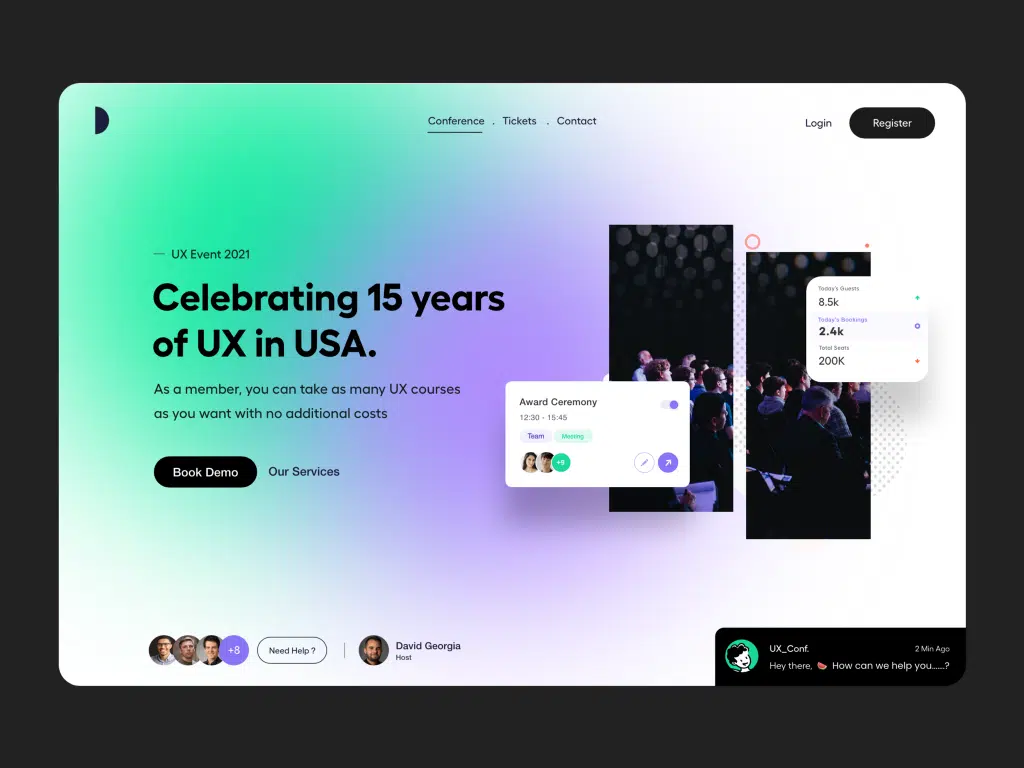 Conference . Tickets . Contact
Login
Register
— UX Event 2021
Celebrating 15 years
of UX in USA.
As a member, you can take as many UX courses
as you want with no additional costs
Book Demo
Our Services
Today's Guests
8.5k
Today's Bookings
2.4k
Total Seats
200K
Award Ceremony
12:30 - 15:45
Team
Meeting
+9
+8
Need Help ?
David Georgia
Host
UX_Conf.
2 Min Ago
Hey there, 🍉 How can we help you......?